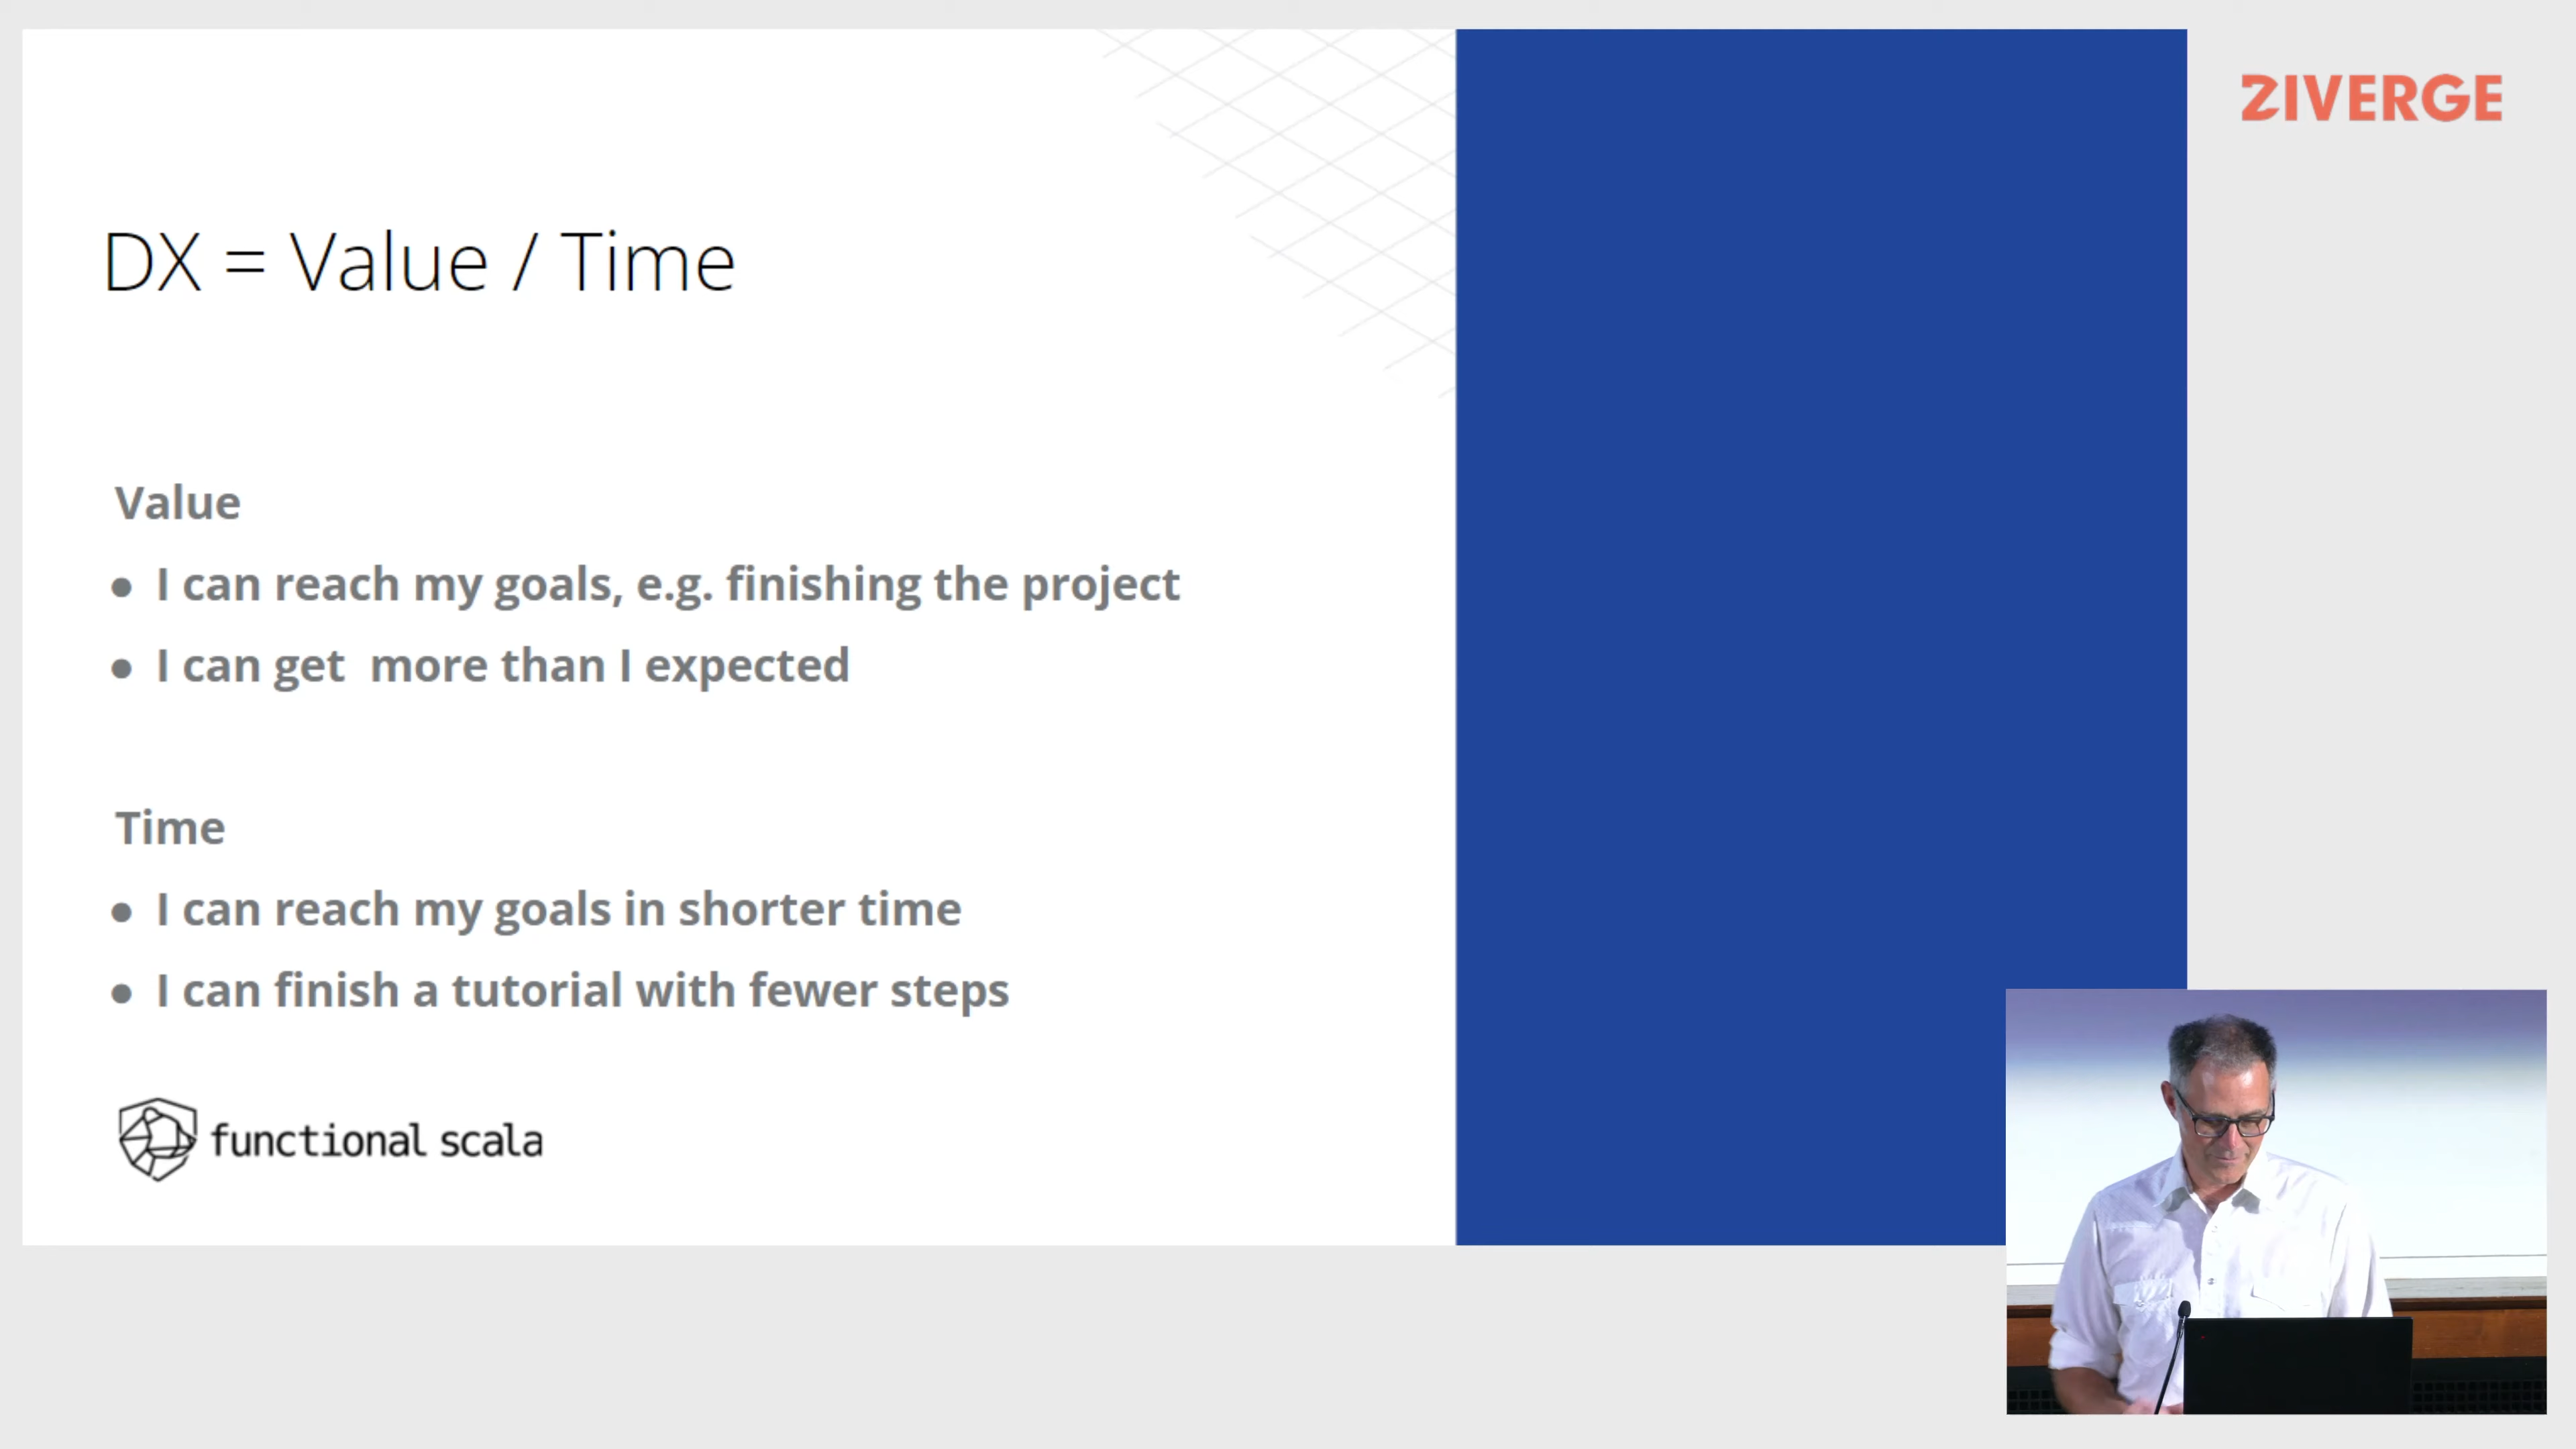 ZIVERGE
DX = Value / Time
Value
● I can reach my goals, e.g. finishing the project
● I can get  more than I expected
Time
● I can reach my goals in shorter time
● I can finish a tutorial with fewer steps
functional scala